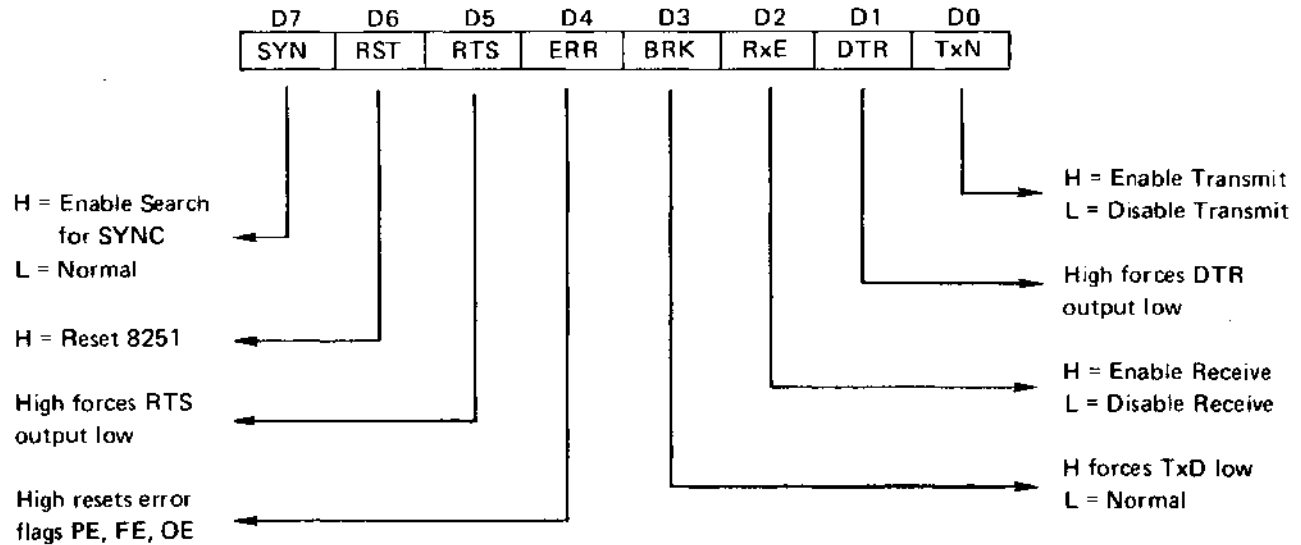 D7 D6 D5 D4 D3 D2 D1 D0
SYN RST RTS ERR BRK RxE DTR TxN
H = Enable Search
for SYNC
L = Normal
H = Reset 8251
High forces RTS
output low
High resets error
flags PE, FE, OE
H = Enable Transmit
L = Disable Transmit
High forces DTR
output low
H = Enable Receive
L = Disable Receive
H forces TxD low
L = Normal